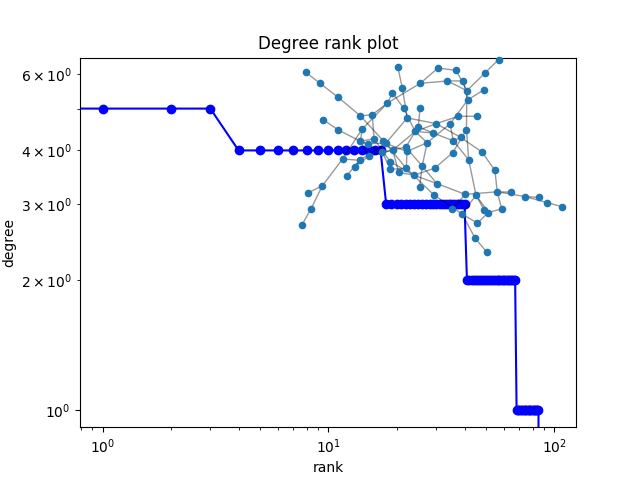 Degree rank plot
6 × 10⁰
4 × 10⁰
3 × 10⁰
2 × 10⁰
10⁰
degree
10⁰ 10¹ 10²
rank